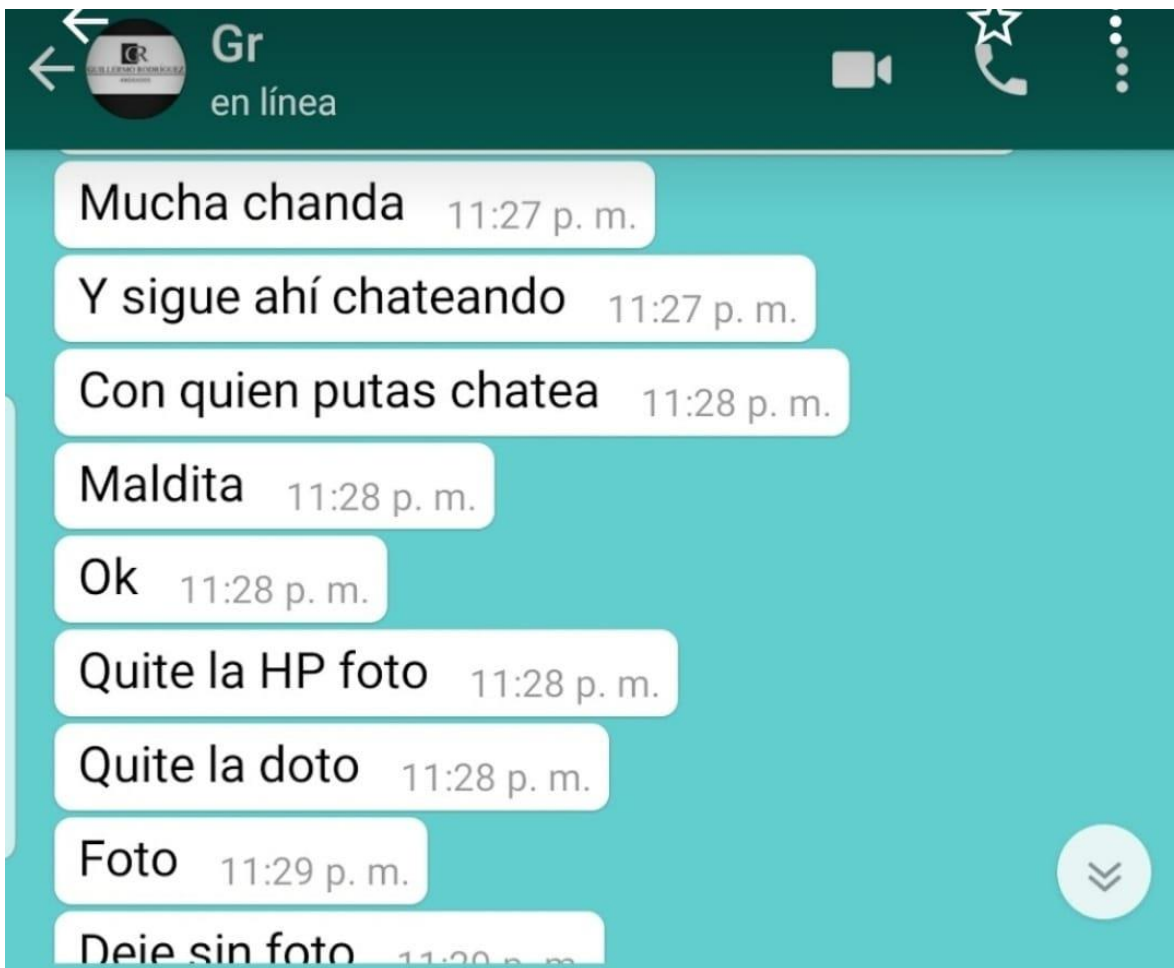 Gr
GUILLERMO RODRIGUEZ
en línea
Mucha chanda 11:27 p. m.
Y sigue ahí chateando 11:27 p. m.
Con quien putas chatea 11:28 p. m.
Maldita 11:28 p. m.
Ok 11:28 p. m.
Quite la HP foto 11:28 p. m.
Quite la doto 11:28 p. m.
Foto 11:29 p. m.
Deje sin foto